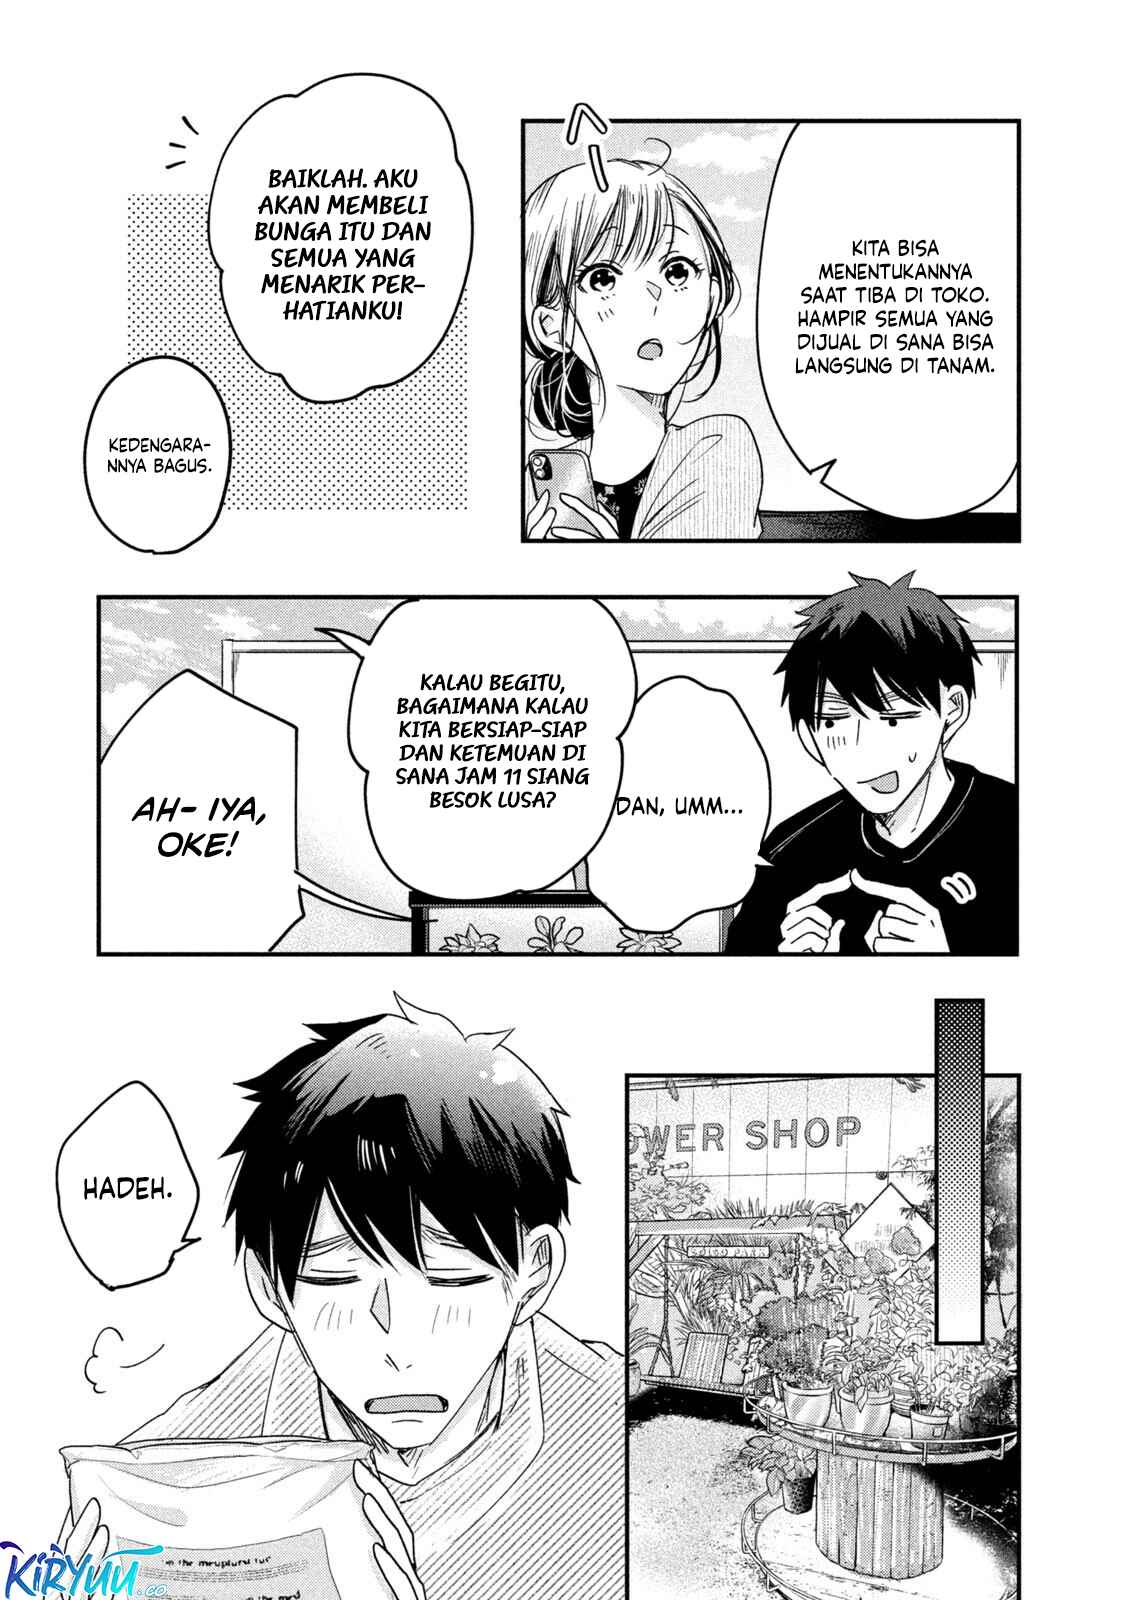 KITA BISA
MENENTUKANNYA
SAAT TIBA DI TOKO.
HAMPIR SEMUA YANG
DIJUAL DI SANA BISA
LANGSUNG DI TANAM.
BAIKLAH. AKU
AKAN MEMBELI
BUNGA ITU DAN
SEMUA YANG
MENARIK PER-
HATIANKU!
KEDENGARA-
NNYA BAGUS.
DAN, UMM...
KALAU BEGITU,
BAGAIMANA KALAU
KITA BERSIAP-SIAP
DAN KETEMUAN DI
SANA JAM 11 SIANG
BESOK LUSA?
AH- IYA,
OKE!
OWER SHOP
HADEH.
KIRYUU.CO